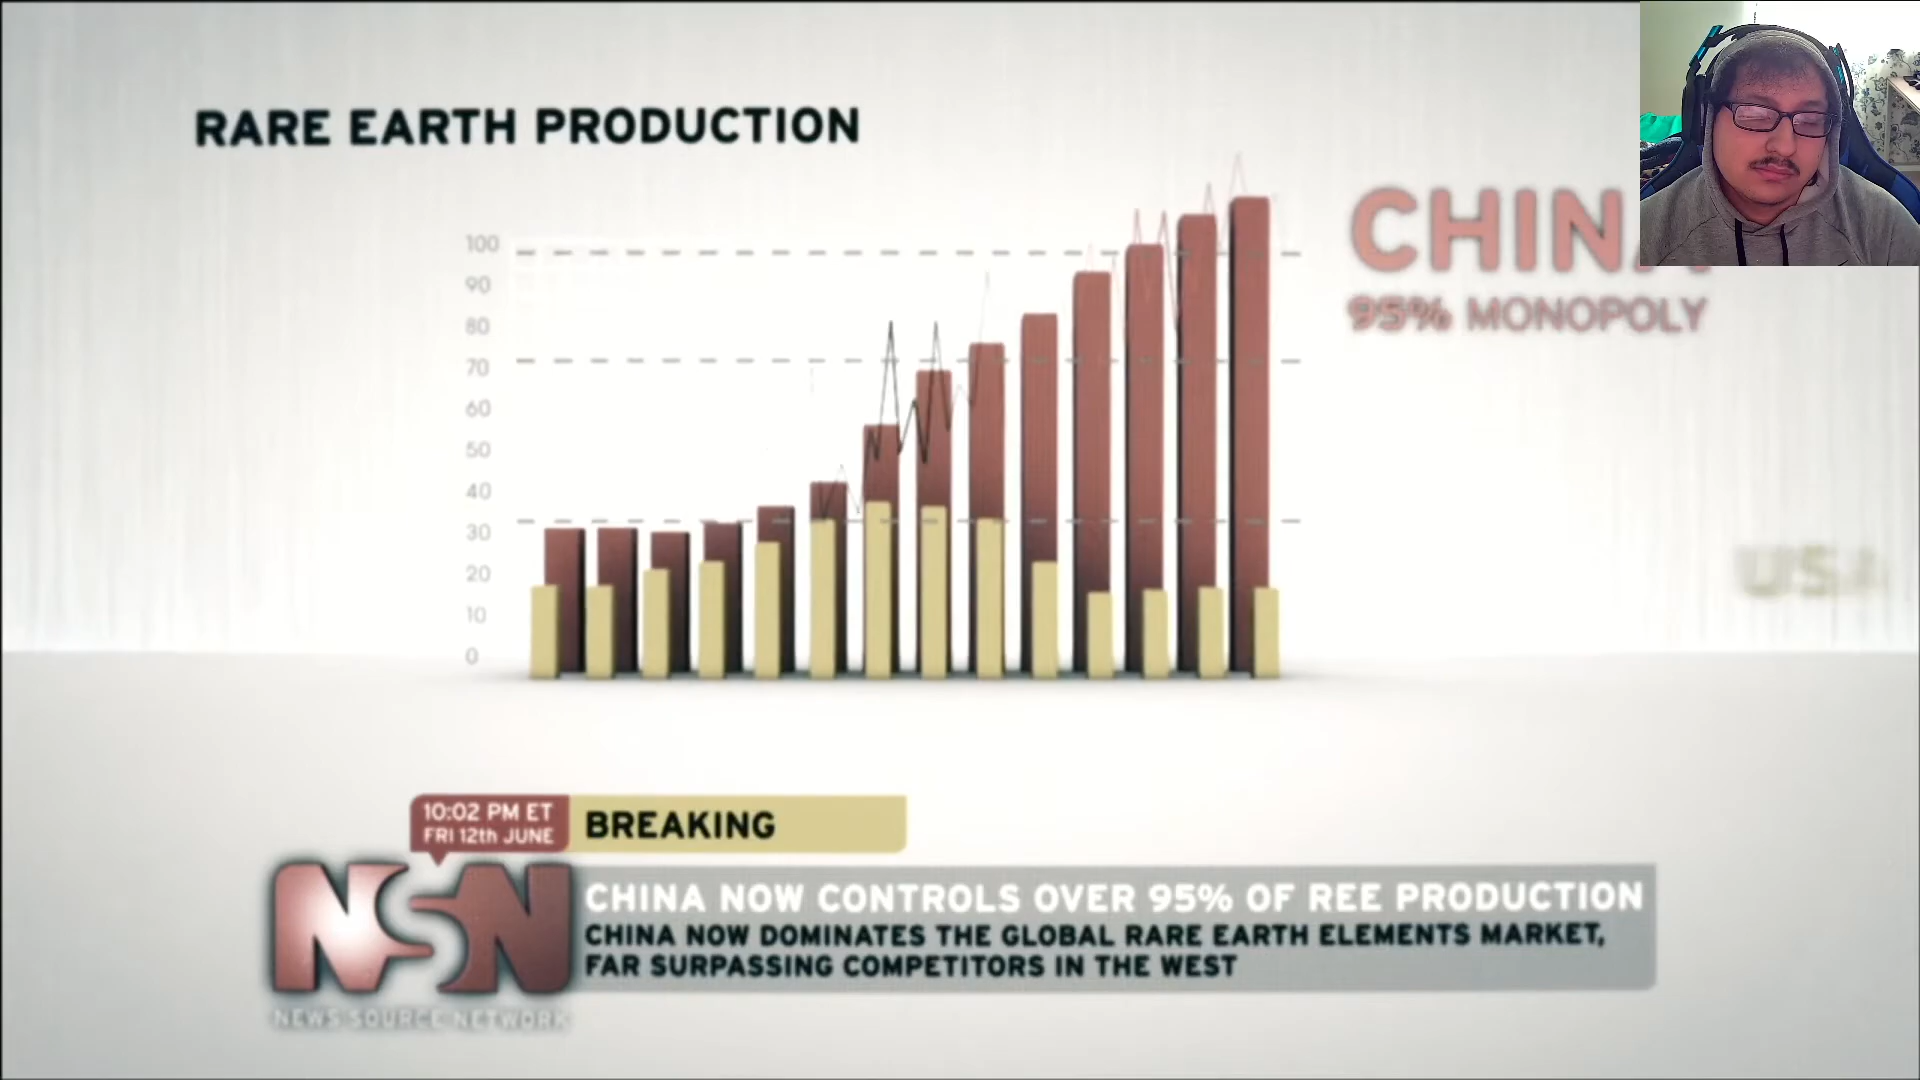 RARE EARTH PRODUCTION
CHINA
95% MONOPOLY
100
90
80
70
60
50
40
30
20
10
0
USA
10:02 PM ET
FRI 12th JUNE
BREAKING
NSN
NEWS SOURCE NETWORK
CHINA NOW CONTROLS OVER 95% OF REE PRODUCTION
CHINA NOW DOMINATES THE GLOBAL RARE EARTH ELEMENTS MARKET,
FAR SURPASSING COMPETITORS IN THE WEST